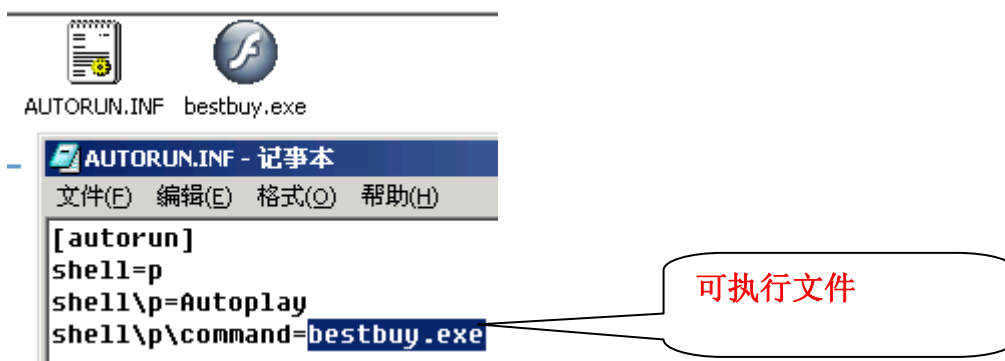 AUTORUN.INF bestbuy.exe
AUTORUN.INF - 记事本
文件(F) 编辑(E) 格式(O) 帮助(H)
[autorun]
shell=p
shell\p=Autoplay
shell\p\command=bestbuy.exe
可执行文件